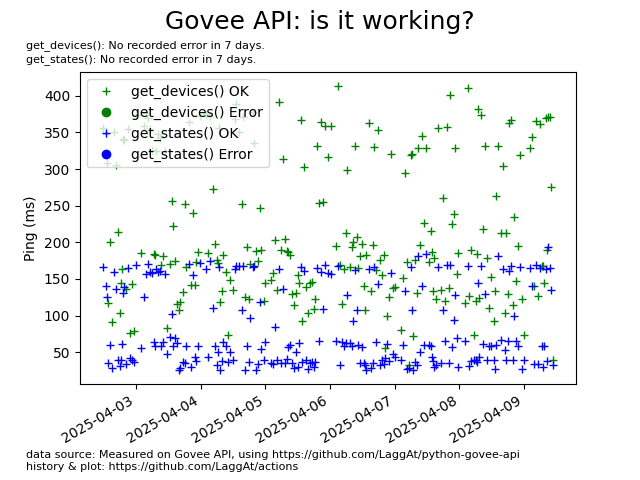 Govee API: is it working?
get_devices(): No recorded error in 7 days.
get_states(): No recorded error in 7 days.
get_devices() OK
get_devices() Error
get_states() OK
get_states() Error
Ping (ms)
400
350
300
250
200
150
100
50
2025-04-03
2025-04-04
2025-04-05
2025-04-06
2025-04-07
2025-04-08
2025-04-09
data source: Measured on Govee API, using https://github.com/LaggAt/python-govee-api
history & plot: https://github.com/LaggAt/actions